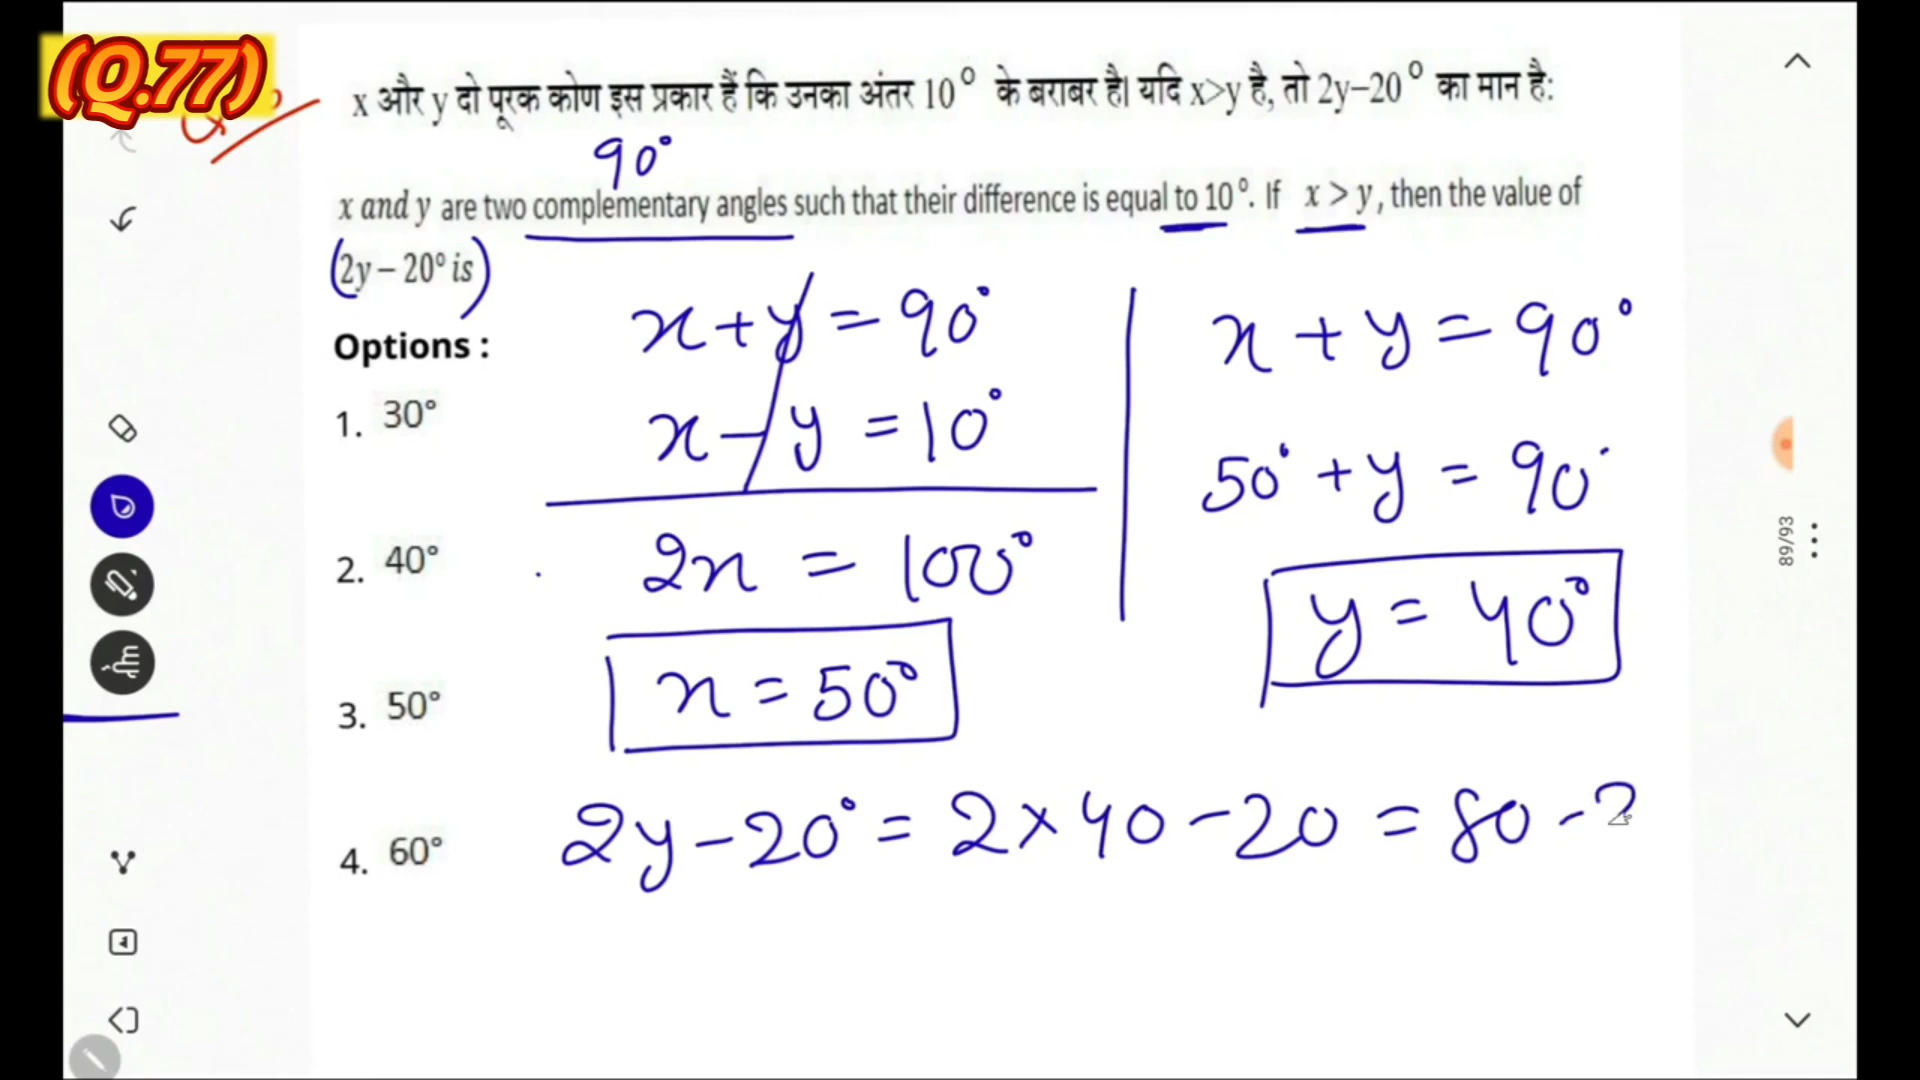 (Q.77)
x और y दो पूरक कोण इस प्रकार हैं कि उनका अंतर 10° के बराबर है। यदि x>y है, तो 2y−20° का मान है:
90°
x and y are two complementary angles such that their difference is equal to 10°. If x > y, then the value of
(2y − 20° is)
Options :
1. 30°
2. 40°
3. 50°
4. 60°
x + y = 90°
x − y = 10°
2x = 100°
x = 50°
x + y = 90°
50° + y = 90°
y = 40°
2y − 20° = 2 × 40 − 20 = 80 − 2
89/93